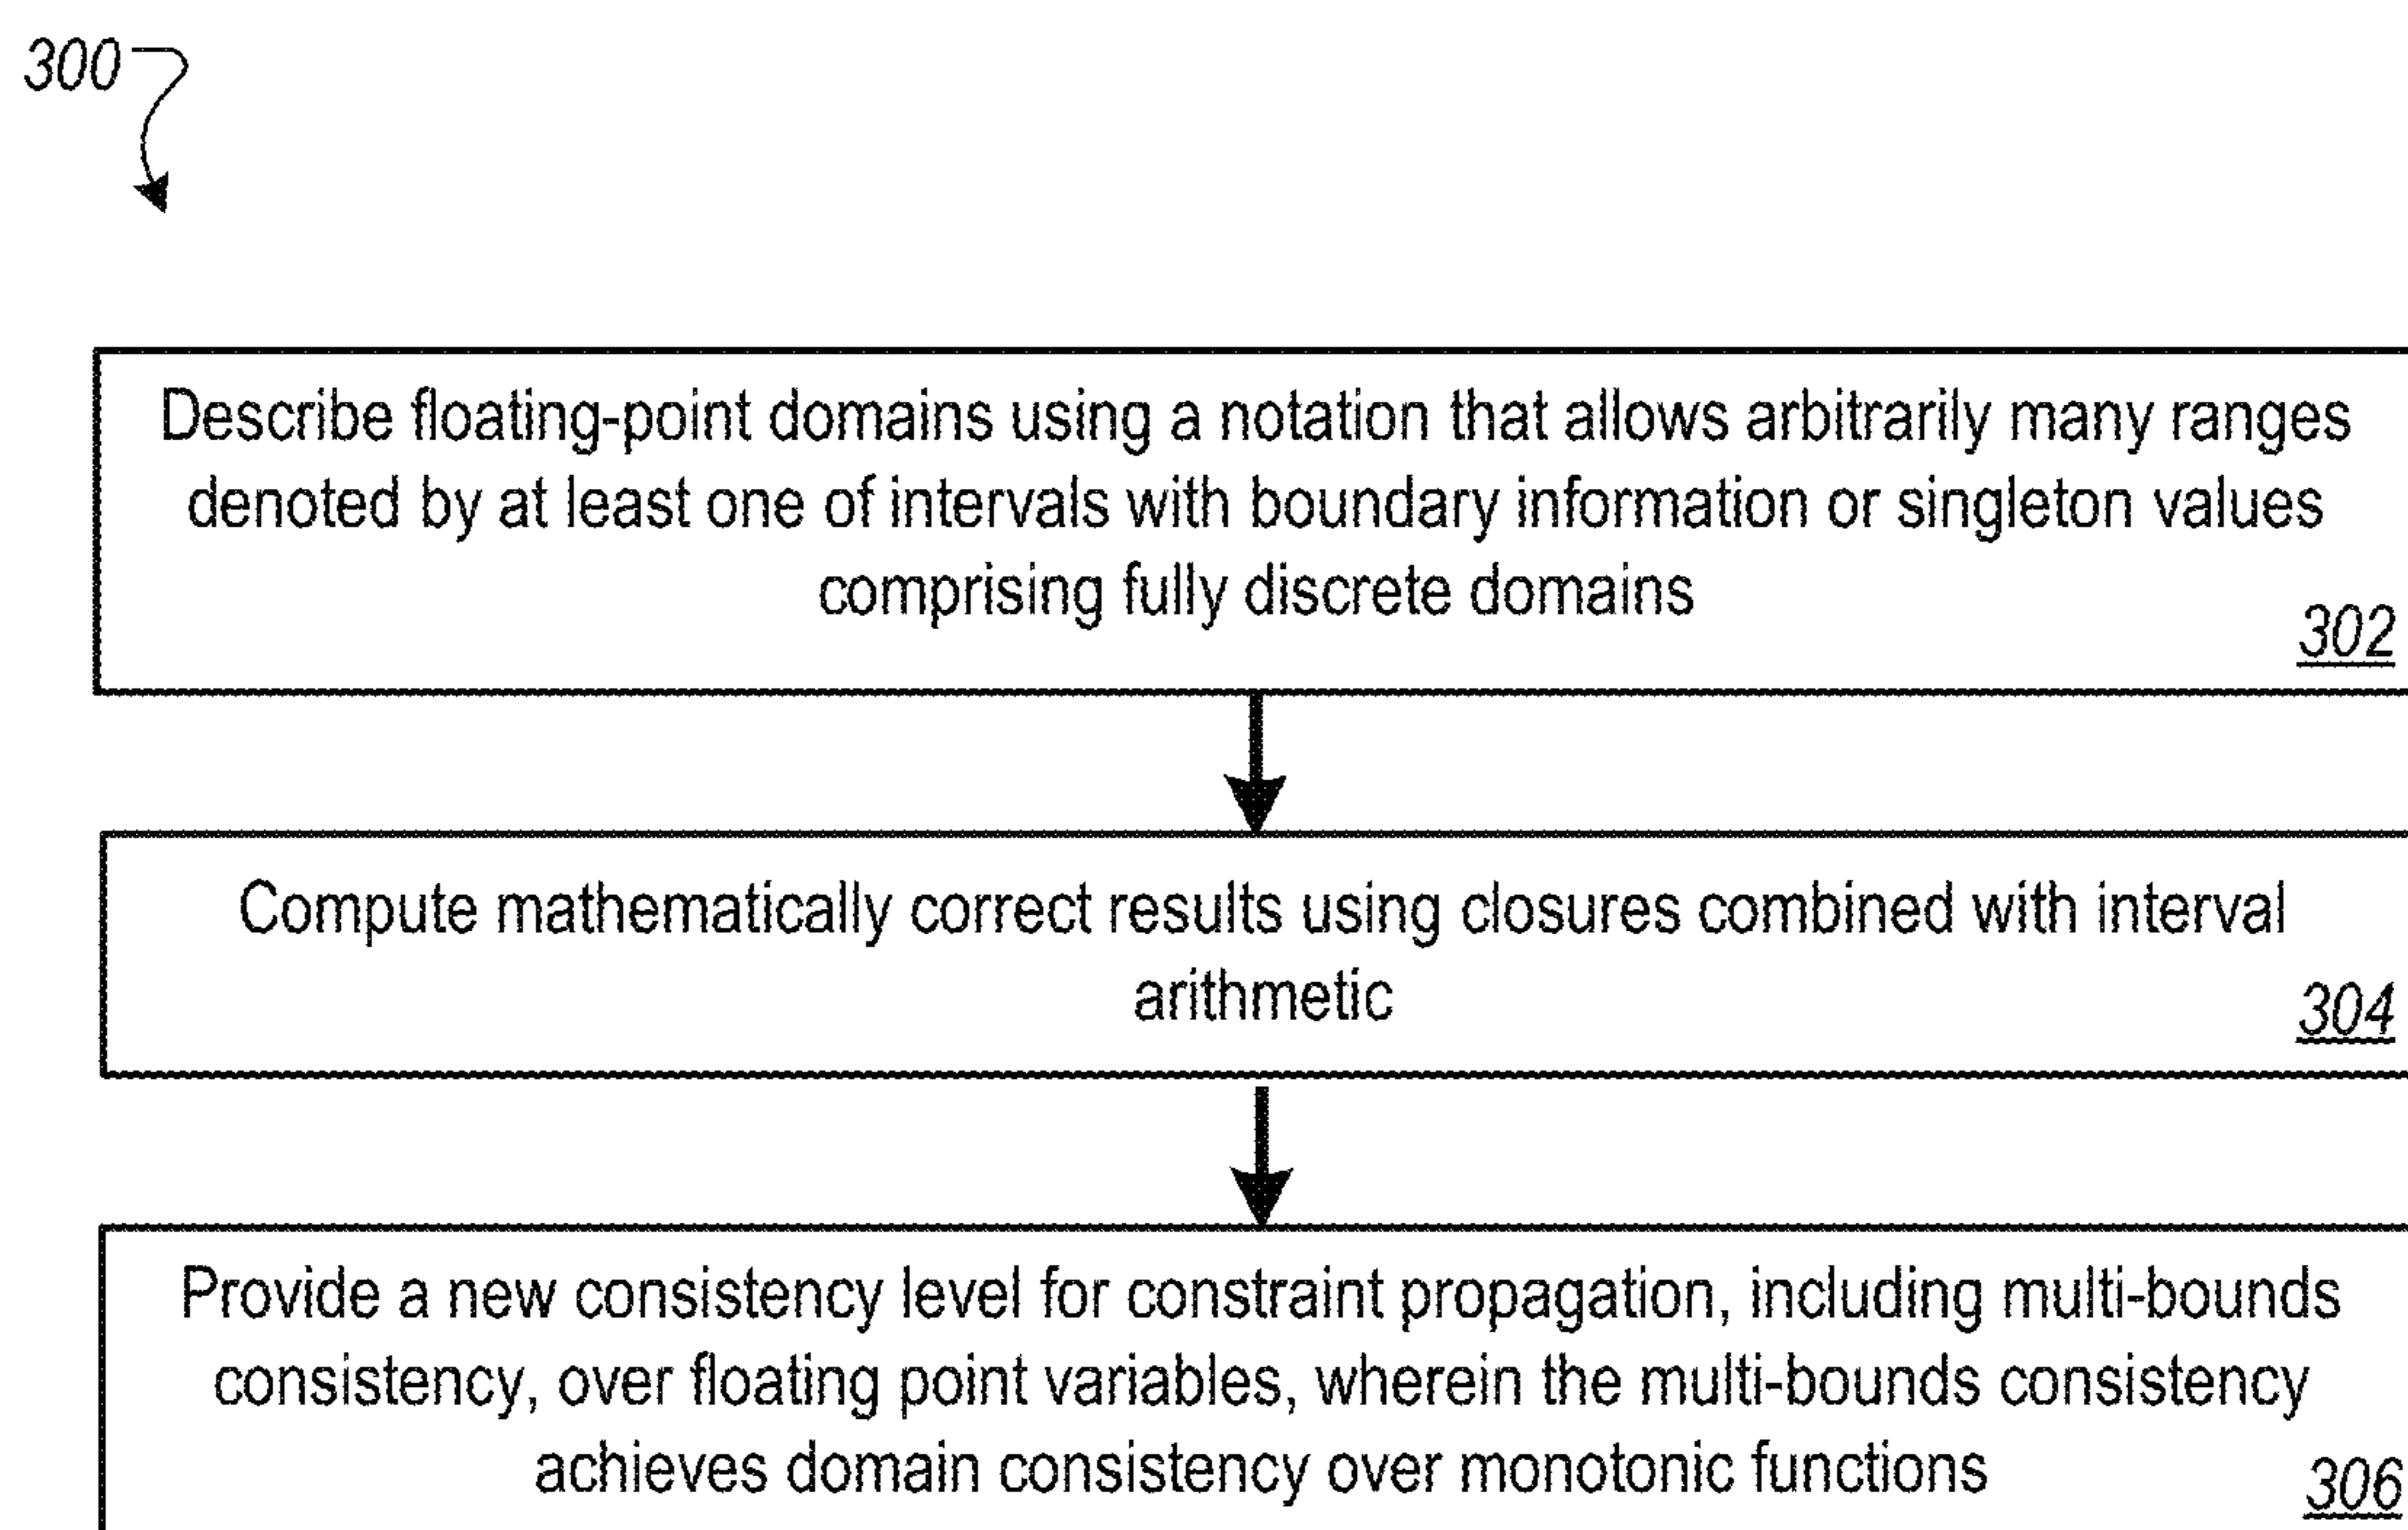 300
Describe floating-point domains using a notation that allows arbitrarily many ranges
denoted by at least one of intervals with boundary information or singleton values
comprising fully discrete domains
302
Compute mathematically correct results using closures combined with interval
arithmetic
304
Provide a new consistency level for constraint propagation, including multi-bounds
consistency, over floating point variables, wherein the multi-bounds consistency
achieves domain consistency over monotonic functions
306